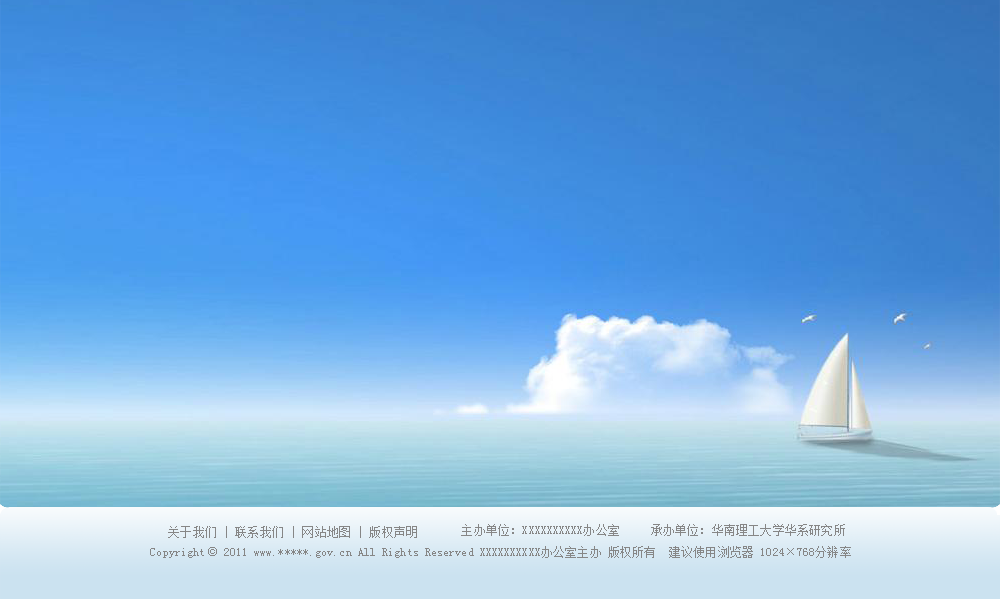 关于我们 | 联系我们 | 网站地图 | 版权声明 主办单位：XXXXXXXXXX办公室 承办单位：华南理工大学华系研究所
Copyright © 2011 www.*****.gov.cn All Rights Reserved XXXXXXXXXX办公室主办 版权所有 建议使用浏览器 1024×768分辨率